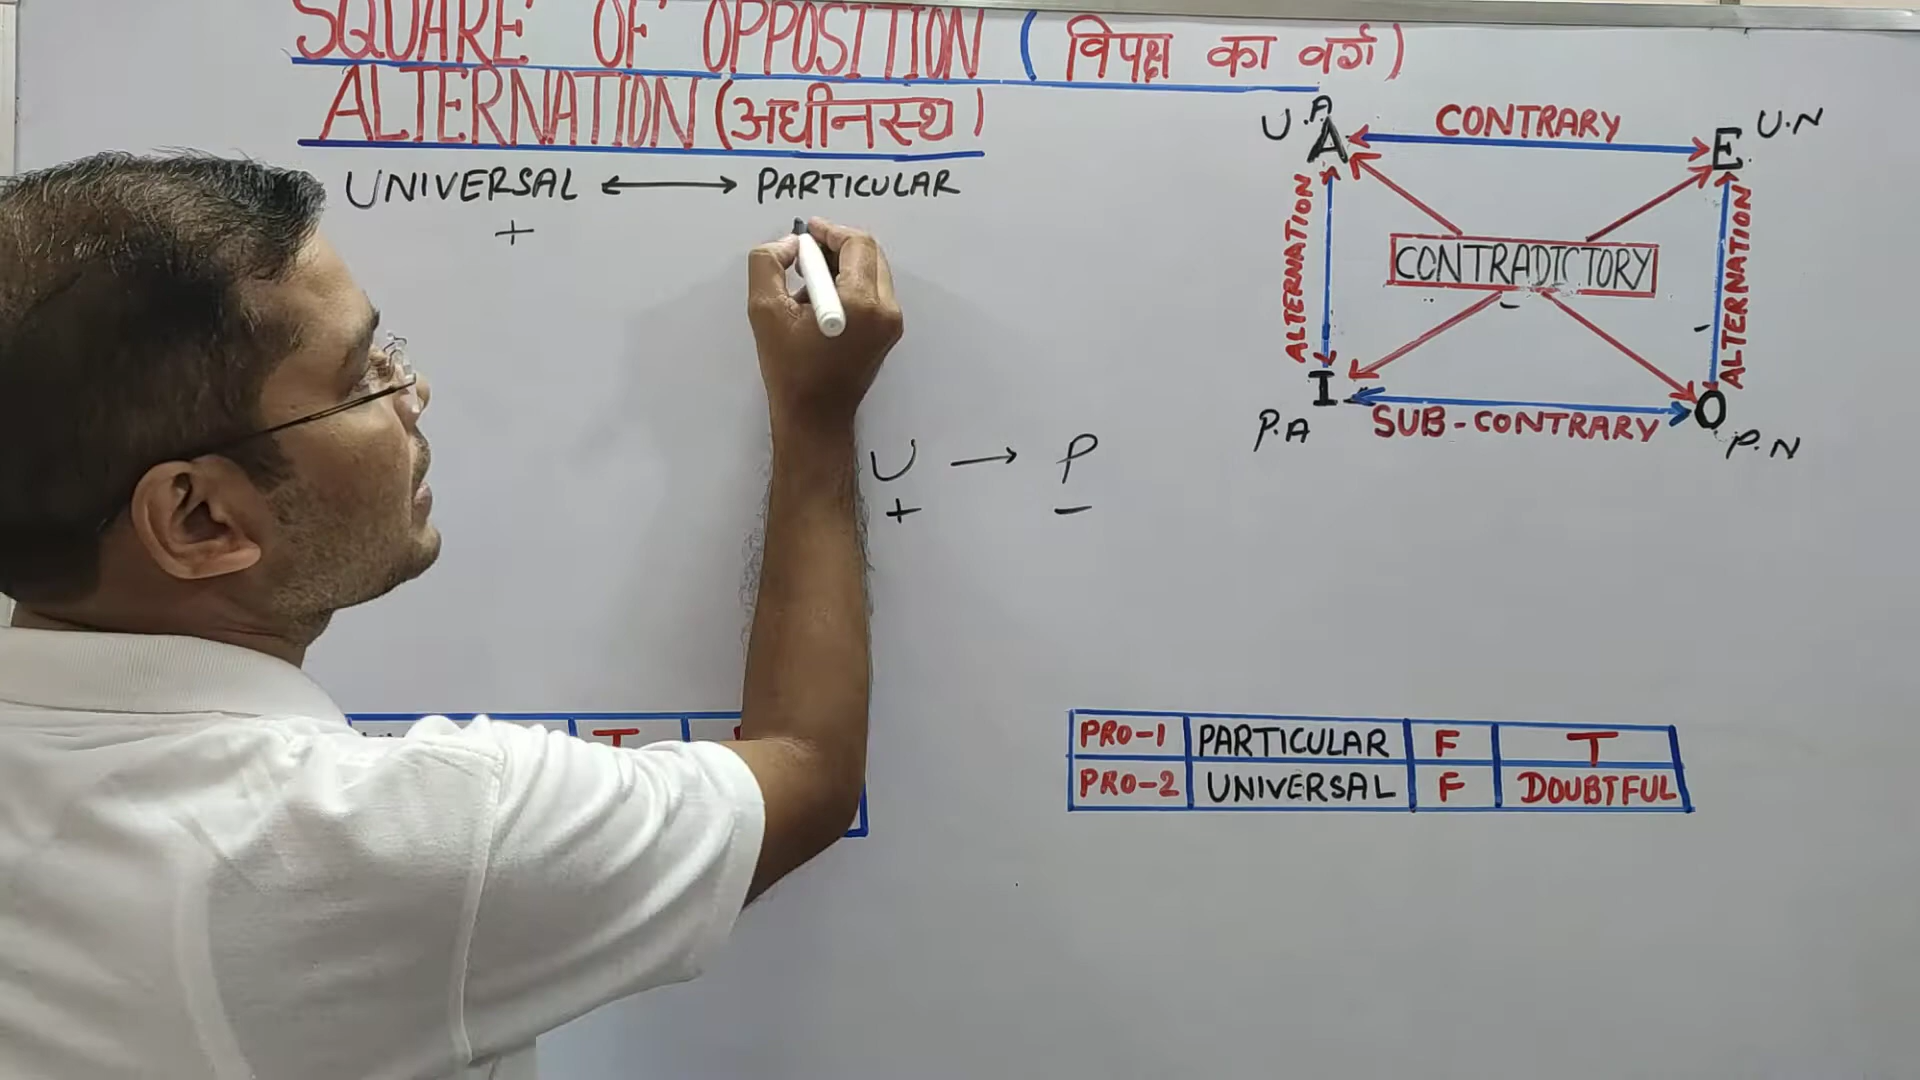 SQUARE OF OPPOSITION (विपक्ष का वर्ग)
ALTERNATION (अधीनस्थ)
UNIVERSAL ⟷ PARTICULAR
+
U → P
+ −
U.A A CONTRARY E U.N
ALTERNATION
CONTRADICTORY
ALTERNATION
I SUB-CONTRARY O
P.A P.N
T
PRO-1 PARTICULAR F T
PRO-2 UNIVERSAL F DOUBTFUL